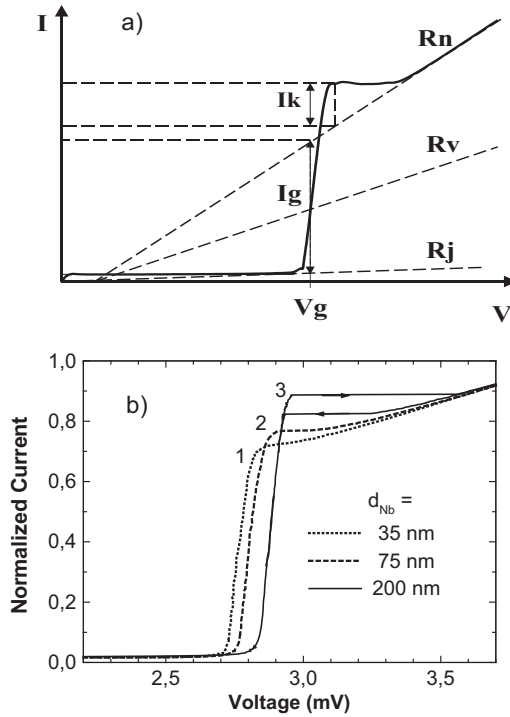 I
a)
Rn
Ik
Rv
Ig
Rj
Vg
V
1,0
b)
3
0,8
2
1
d_Nb =
0,6
35 nm
0,4
75 nm
200 nm
0,2
0,0
2,5
3,0
3,5
Normalized Current
Voltage (mV)